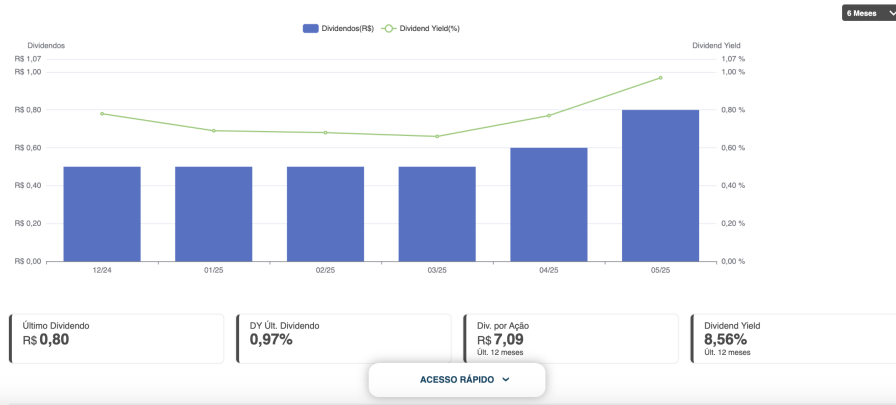 6 Meses
Dividendos(R$) Dividend Yield(%)
Dividendos Dividend Yield
R$ 1,07 1,07 %
R$ 1,00 1,00 %
R$ 0,80 0,80 %
R$ 0,60 0,60 %
R$ 0,40 0,40 %
R$ 0,20 0,20 %
R$ 0,00 0,00 %
12/24 01/25 02/25 03/25 04/25 05/25
Último Dividendo
R$ 0,80
DY Últ. Dividendo
0,97%
Div. por Ação
R$ 7,09
Últ. 12 meses
Dividend Yield
8,56%
Últ. 12 meses
ACESSO RÁPIDO